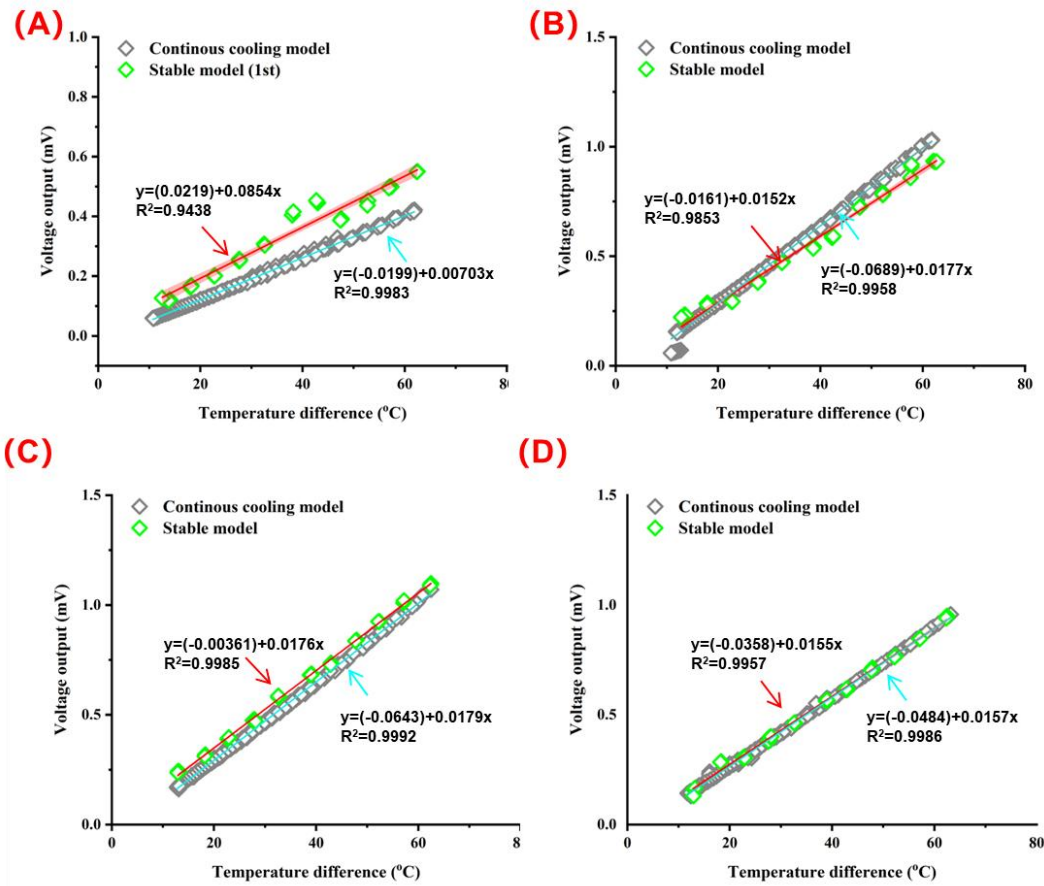 (A)
1.0
0.8
0.6
0.4
0.2
0.0
Voltage output (mV)
Continous cooling model
Stable model (1st)
y=(0.0219)+0.0854x
R²=0.9438
y=(-0.0199)+0.00703x
R²=0.9983
0 20 40 60
Temperature difference (°C)
(B)
1.5
1.0
0.5
0.0
Voltage output (mV)
Continous cooling model
Stable model
y=(-0.0161)+0.0152x
R²=0.9853
y=(-0.0689)+0.0177x
R²=0.9958
0 20 40 60 80
Temperature difference (°C)
(C)
1.5
1.0
0.5
0.0
Voltage output (mV)
Continous cooling model
Stable model
y=(-0.00361)+0.0176x
R²=0.9985
y=(-0.0643)+0.0179x
R²=0.9992
0 20 40 60
Temperature difference (°C)
(D)
1.5
1.0
0.5
0.0
Voltage output (mV)
Continous cooling model
Stable model
y=(-0.0358)+0.0155x
R²=0.9957
y=(-0.0484)+0.0157x
R²=0.9986
0 20 40 60 80
Temperature difference (°C)